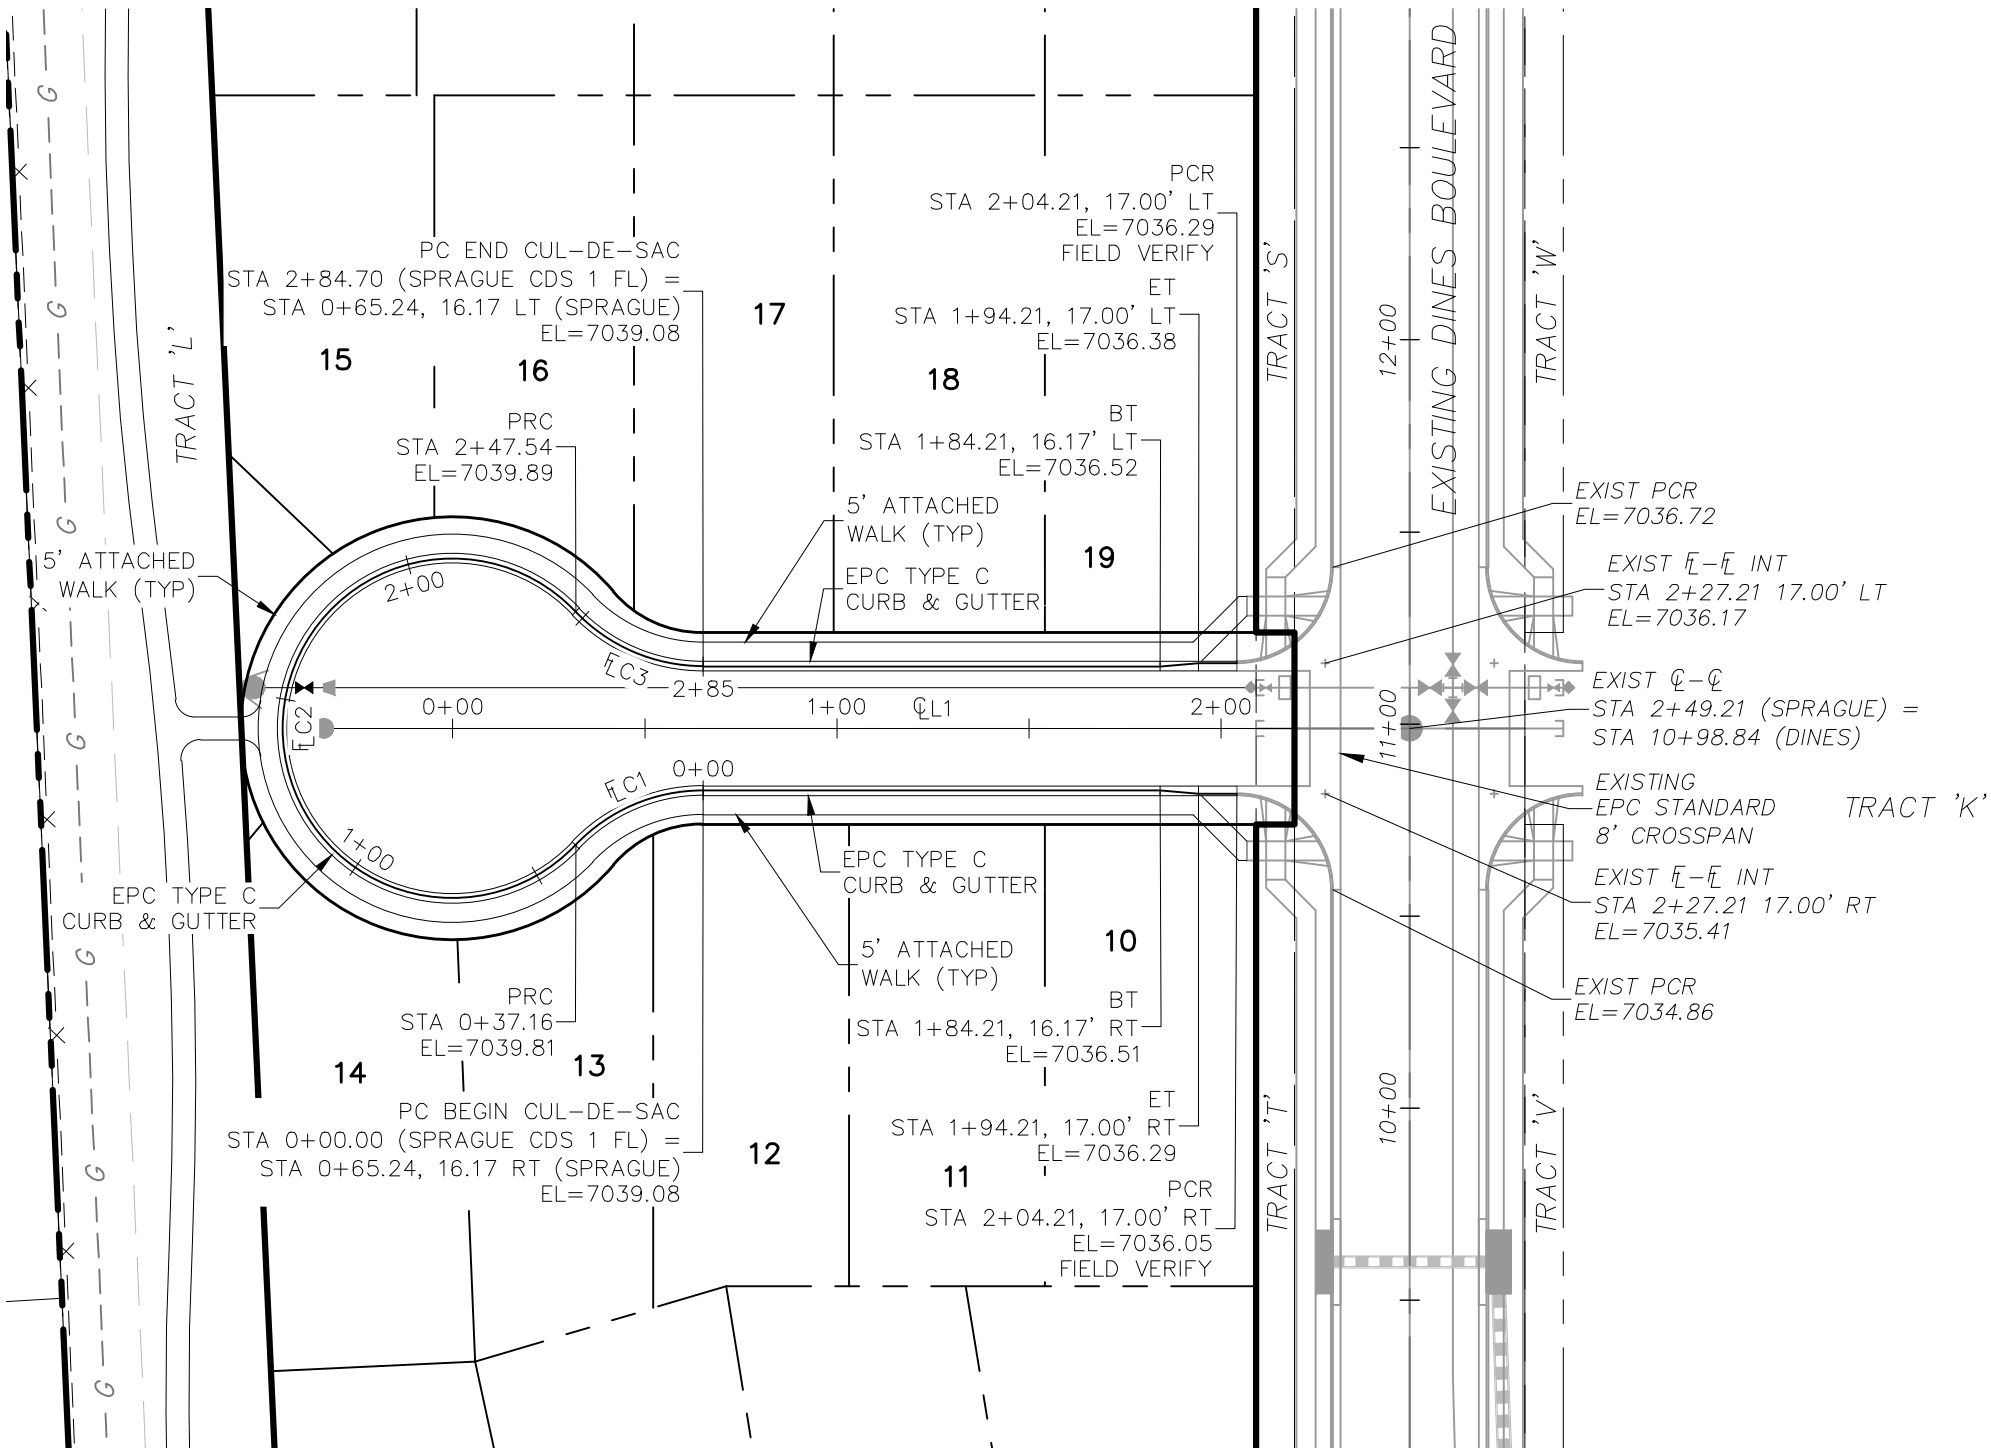 EXISTING DINES BOULEVARD
PCR
STA 2+04.21, 17.00' LT
EL=7036.29
FIELD VERIFY
PC END CUL-DE-SAC
STA 2+84.70 (SPRAGUE CDS 1 FL) =
STA 0+65.24, 16.17 LT (SPRAGUE)
EL=7039.08
ET
STA 1+94.21, 17.00' LT
EL=7036.38
TRACT 'L'
TRACT 'S'
TRACT 'W'
12+00
15
16
17
18
19
PRC
STA 2+47.54
EL=7039.89
BT
STA 1+84.21, 16.17' LT
EL=7036.52
5' ATTACHED
WALK (TYP)
EPC TYPE C
CURB & GUTTER
5' ATTACHED
WALK (TYP)
EXIST PCR
EL=7036.72
EXIST FL-FL INT
STA 2+27.21 17.00' LT
EL=7036.17
EXIST CL-CL
STA 2+49.21 (SPRAGUE) =
STA 10+98.84 (DINES)
EXISTING
EPC STANDARD
8' CROSSPAN
TRACT 'K'
EXIST FL-FL INT
STA 2+27.21 17.00' RT
EL=7035.41
EXIST PCR
EL=7034.86
2+00
FLC3
2+85
0+00
1+00
CLL1
2+00
11+00
FLC2
FLC1
0+00
1+00
EPC TYPE C
CURB & GUTTER
EPC TYPE C
CURB & GUTTER
5' ATTACHED
WALK (TYP)
10
11
12
13
14
PRC
STA 0+37.16
EL=7039.81
BT
STA 1+84.21, 16.17' RT
EL=7036.51
PC BEGIN CUL-DE-SAC
STA 0+00.00 (SPRAGUE CDS 1 FL) =
STA 0+65.24, 16.17 RT (SPRAGUE)
EL=7039.08
ET
STA 1+94.21, 17.00' RT
EL=7036.29
PCR
STA 2+04.21, 17.00' RT
EL=7036.05
FIELD VERIFY
10+00
TRACT 'T'
TRACT 'V'
G
G
G
G
G
G
G